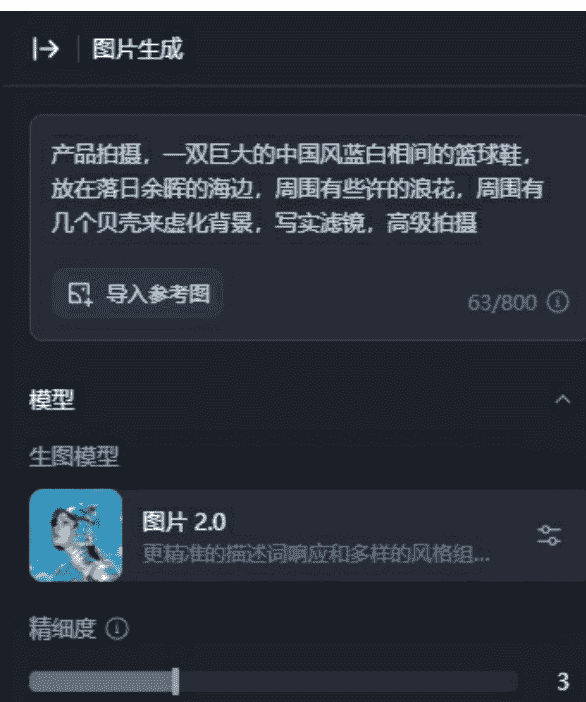 图片生成
产品拍摄，一双巨大的中国风蓝白相间的篮球鞋，
放在落日余晖的海边，周围有些许的浪花，周围有
几个贝壳来虚化背景，写实滤镜，高级拍摄
导入参考图
63/800
模型
生图模型
图片 2.0
更精准的描述词响应和多样的风格组...
精细度
3